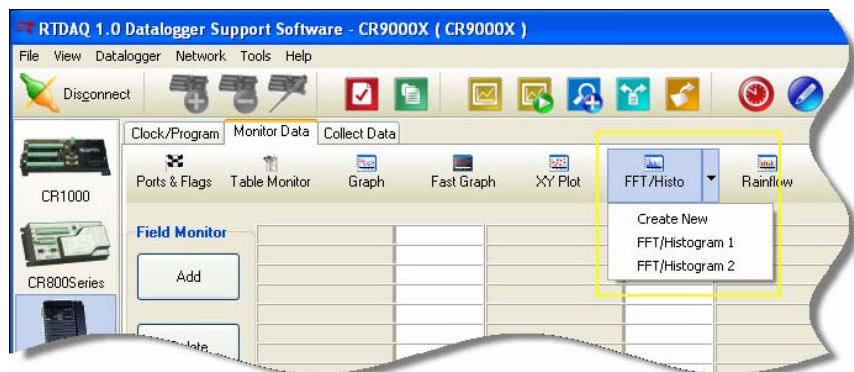 RTDAQ 1.0 Datalogger Support Software - CR9000X ( CR9000X )
File View Datalogger Network Tools Help
Disconnect
Clock/Program Monitor Data Collect Data
Ports & Flags Table Monitor Graph Fast Graph XY Plot FFT/Histo Rainflow
CR1000
Create New
FFT/Histogram 1
FFT/Histogram 2
Field Monitor
Add
CR800Series